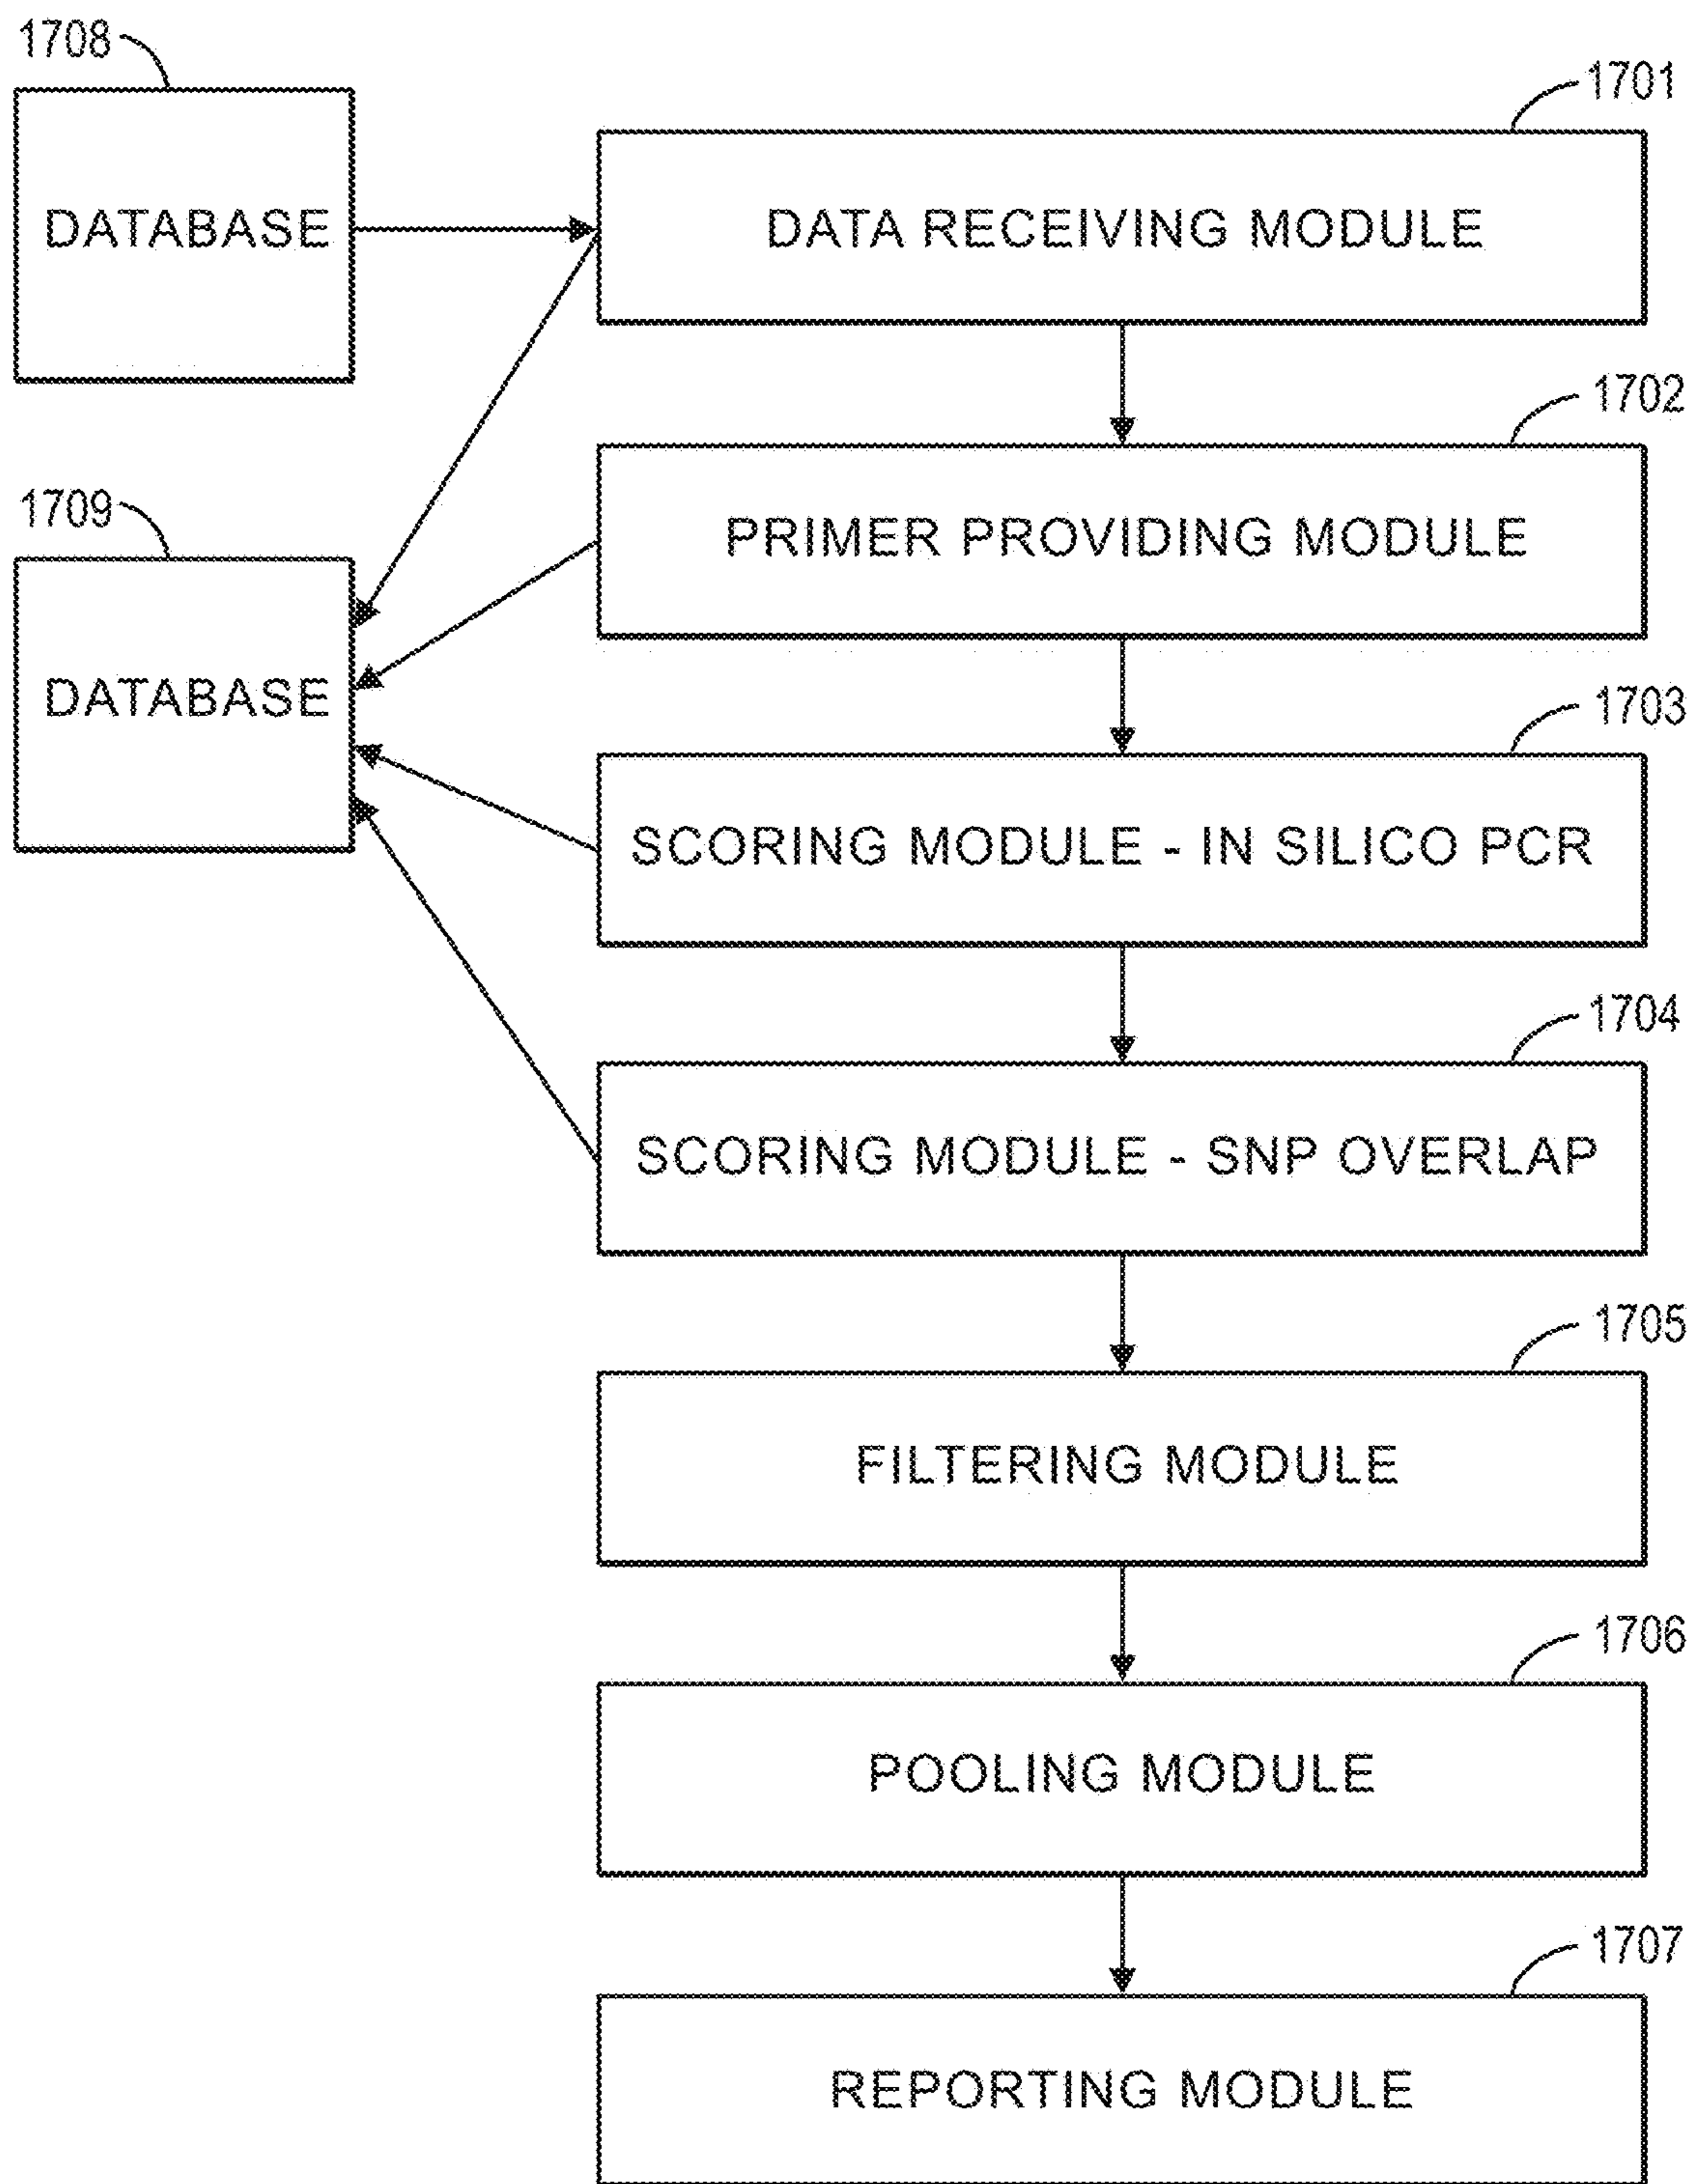 1708
1701
DATABASE
DATA RECEIVING MODULE
1702
PRIMER PROVIDING MODULE
1709
DATABASE
1703
SCORING MODULE - IN SILICO PCR
1704
SCORING MODULE - SNP OVERLAP
1705
FILTERING MODULE
1706
POOLING MODULE
1707
REPORTING MODULE